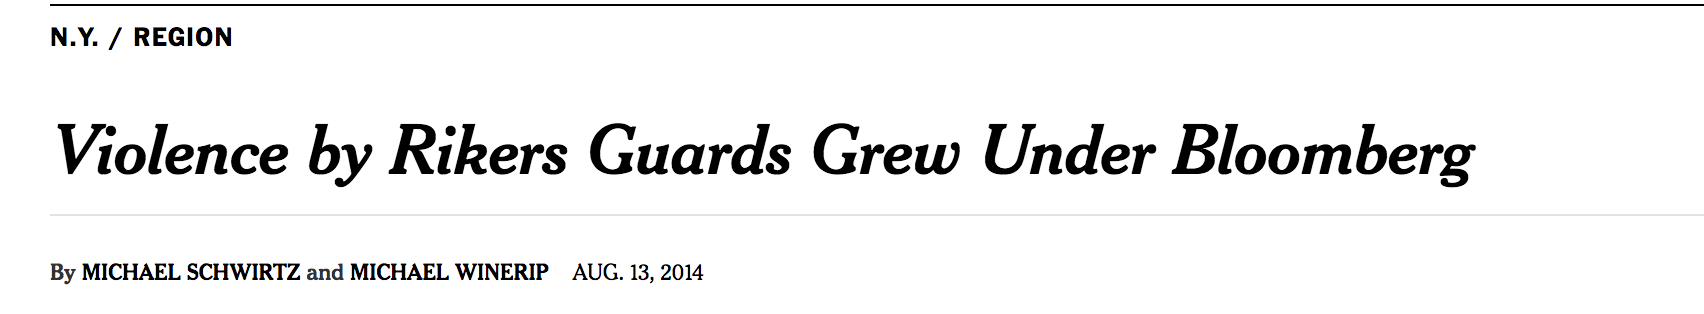 N.Y. / REGION
Violence by Rikers Guards Grew Under Bloomberg
By MICHAEL SCHWIRTZ and MICHAEL WINERIP AUG. 13, 2014